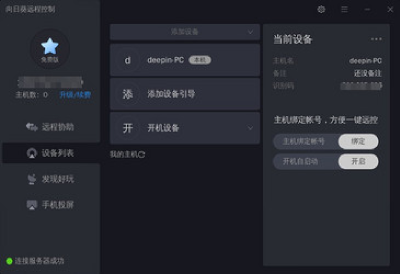 向日葵远程控制
免费版
主机数: 0 升级/续费
远程协助
设备列表
发现好玩
手机投屏
连接服务器成功
添加设备
d deepin-PC 本机
添 添加设备引导
开 开机设备
我的主机
当前设备
主机名 deepin-PC
备注 还没备注
识别码
主机绑定帐号，方便一键远控
主机绑定帐号 绑定
开机自启动 开启